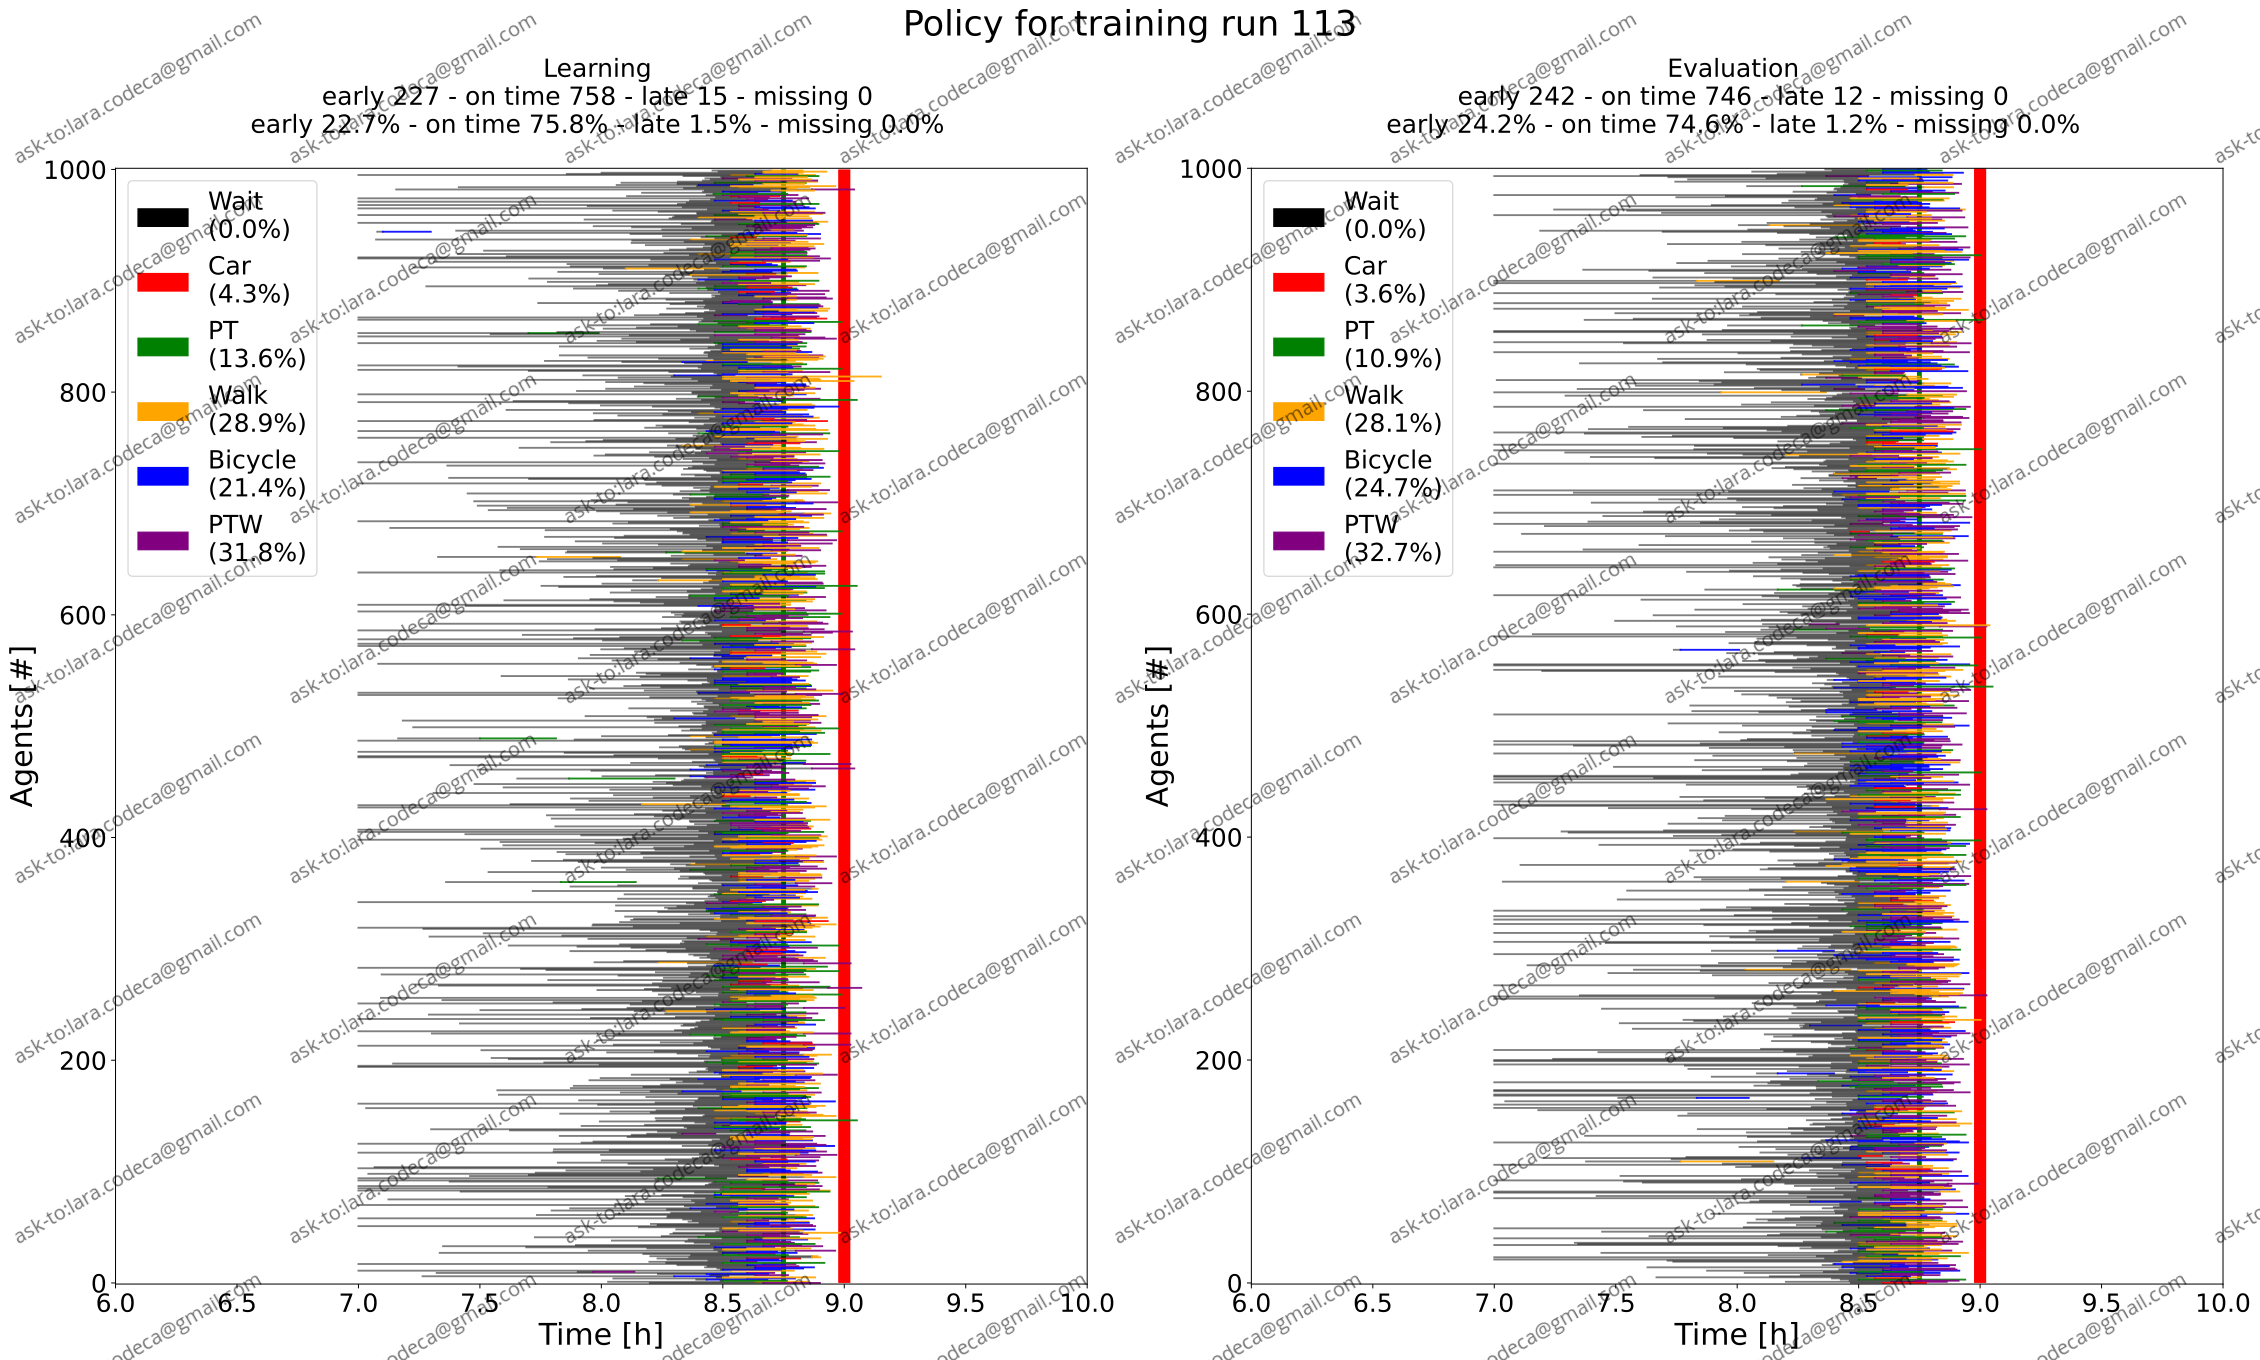 Policy for training run 113
Learning
early 227 - on time 758 - late 15 - missing 0
early 22.7% - on time 75.8% - late 1.5% - missing 0.0%
1000
800
600
400
200
0
Agents [#]
Wait
(0.0%)
Car
(4.3%)
PT
(13.6%)
Walk
(28.9%)
Bicycle
(21.4%)
PTW
(31.8%)
6.0 6.5 7.0 7.5 8.0 8.5 9.0 9.5 10.0
Time [h]
Evaluation
early 242 - on time 746 - late 12 - missing 0
early 24.2% - on time 74.6% - late 1.2% - missing 0.0%
1000
800
600
400
200
0
Agents [#]
Wait
(0.0%)
Car
(3.6%)
PT
(10.9%)
Walk
(28.1%)
Bicycle
(24.7%)
PTW
(32.7%)
6.0 6.5 7.0 7.5 8.0 8.5 9.0 9.5 10.0
Time [h]
ask-to:lara.codeca@gmail.com